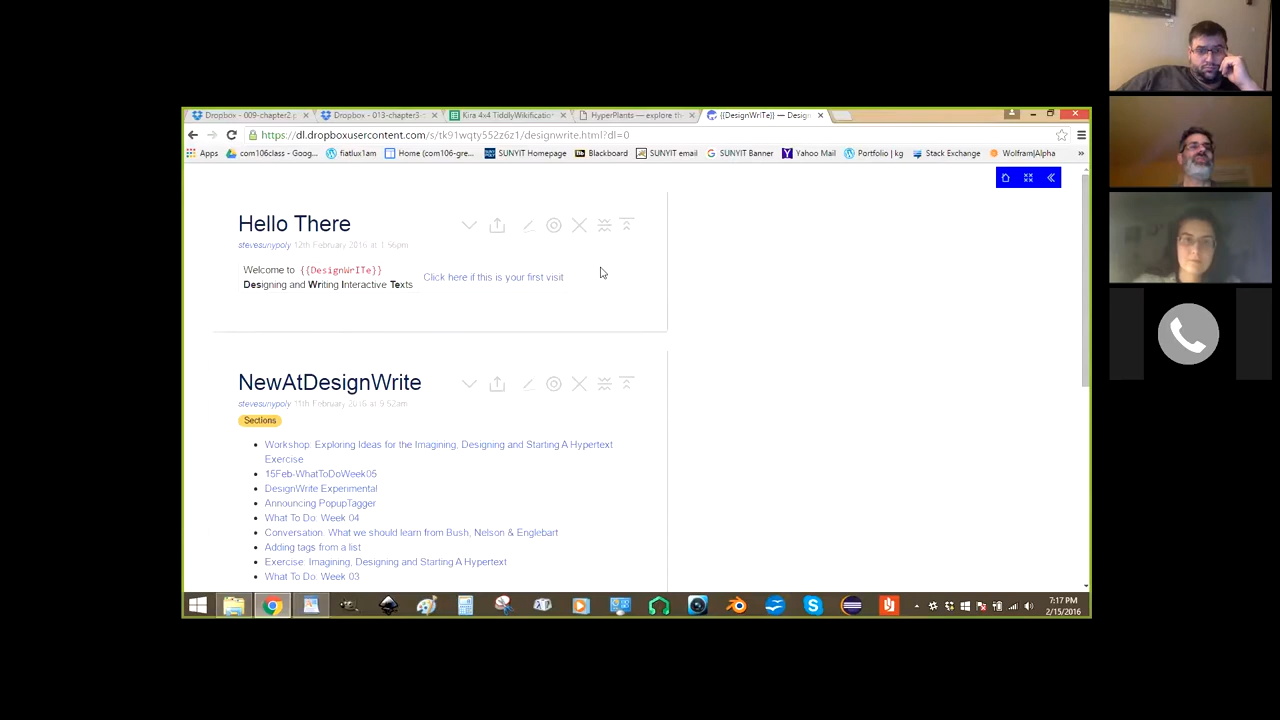 Dropbox - 009-chapter2.p
Dropbox - 013-chapter3
Kira 4x4 TiddlyWikificatio
HyperPlants — explore the
{{DesignWriTe}} — Design
https://dl.dropboxusercontent.com/s/tk91wqty552z6z1/designwrite.html?dl=0
Apps
com106class - Goog...
fiatlux1am
Home (com106-gre...
SUNYIT Homepage
Blackboard
SUNYIT email
SUNYIT Banner
Yahoo Mail
Portfolio | kg
Stack Exchange
Wolfram|Alpha
Hello There
stevesunypoly 12th February 2016 at 1:56pm
Welcome to {{DesignWrITe}}
Designing and Writing Interactive Texts
Click here if this is your first visit
NewAtDesignWrite
stevesunypoly 11th February 2016 at 5:52am
Sections
Workshop: Exploring Ideas for the Imagining, Designing and Starting A Hypertext
Exercise
15Feb-WhatToDoWeek05
DesignWrite Experimental
Announcing PopupTagger
What To Do: Week 04
Conversation: What we should learn from Bush, Nelson & Englebart
Adding tags from a list
Exercise: Imagining, Designing and Starting A Hypertext
What To Do: Week 03
7:17 PM
2/15/2016